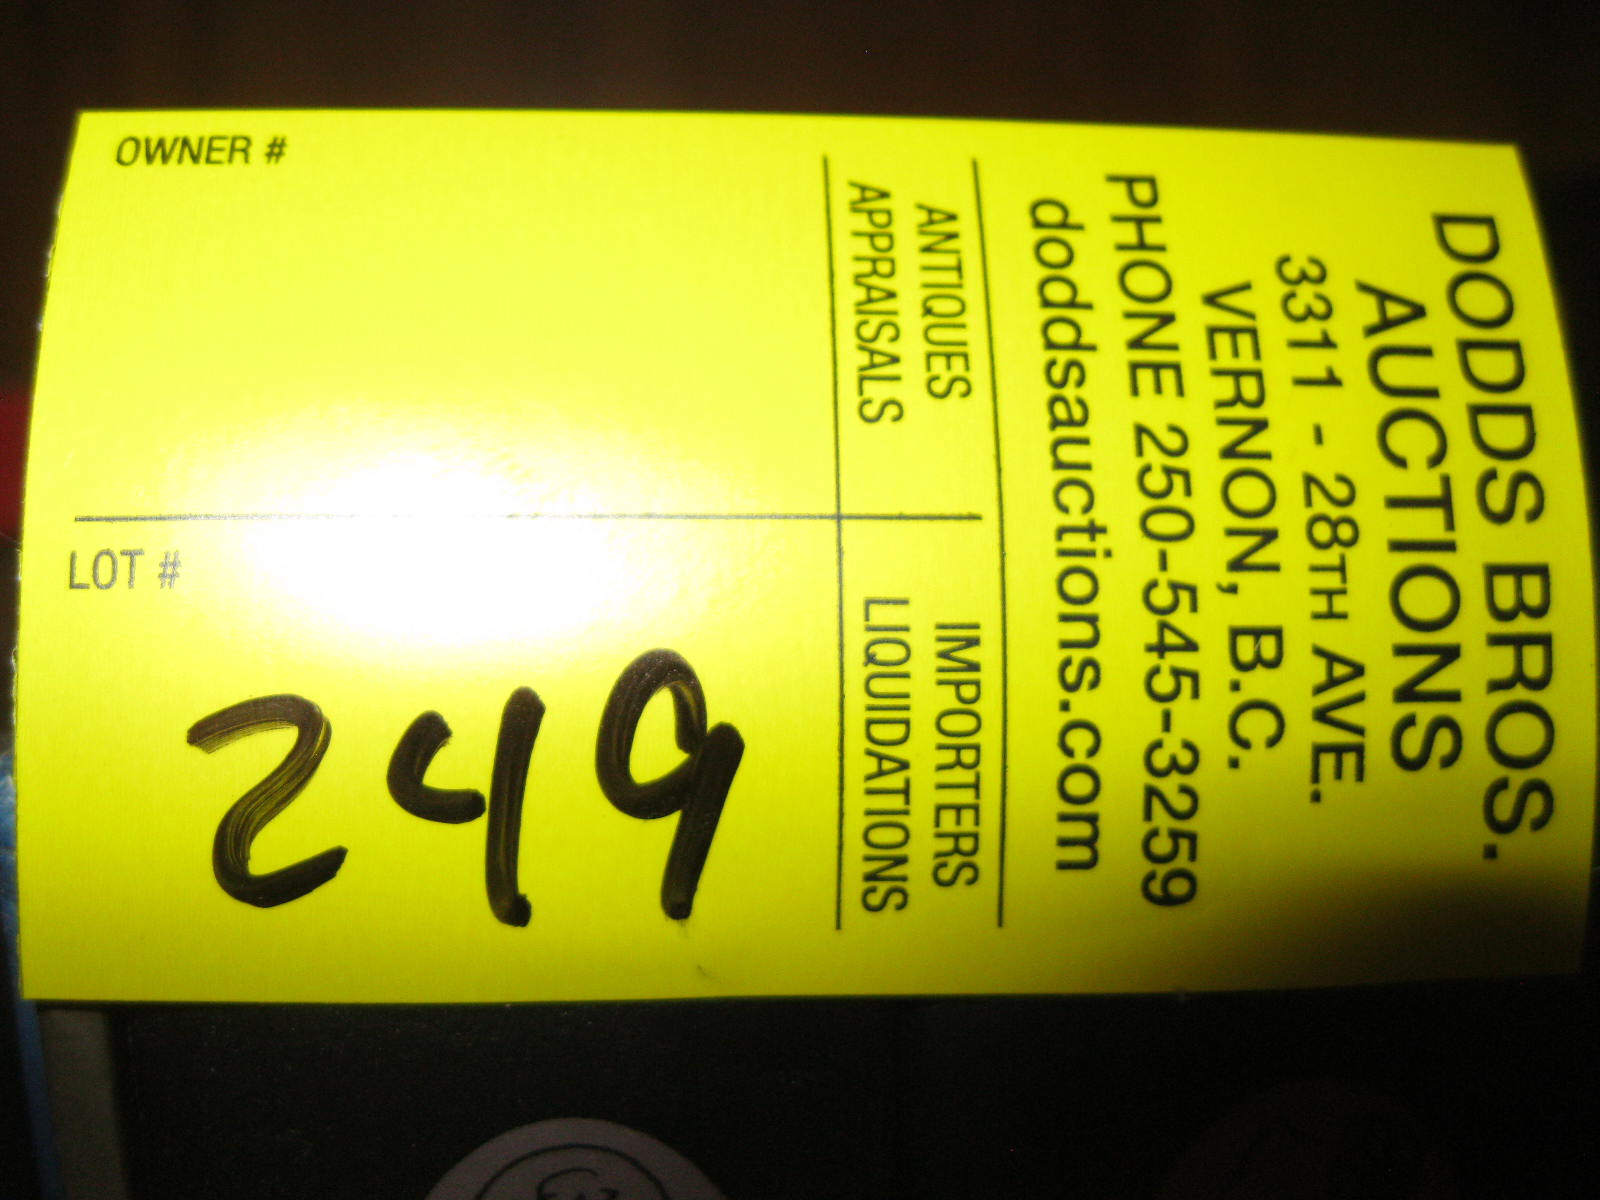 DODDS BROS.
AUCTIONS
3311 - 28TH AVE.
VERNON, B.C.
PHONE 250-545-3259
doddsauctions.com
ANTIQUES
APPRAISALS
IMPORTERS
LIQUIDATIONS
OWNER #
LOT #
249